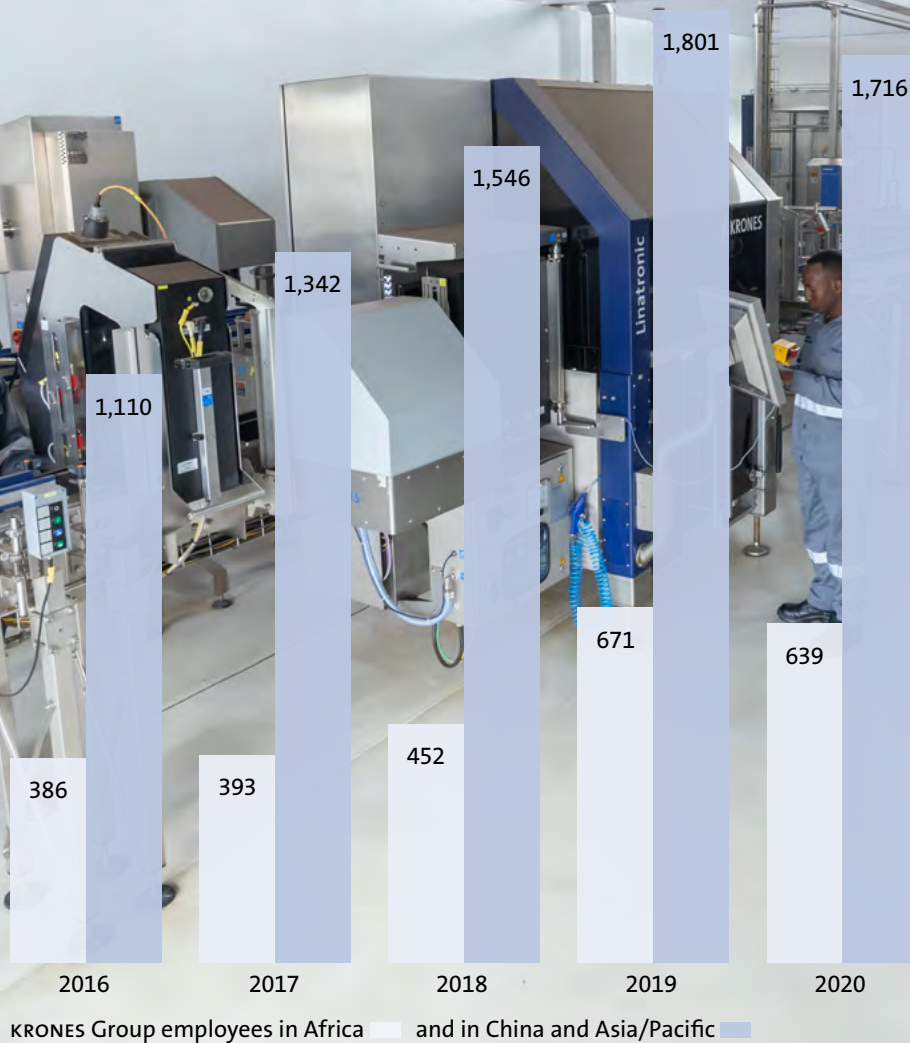 1,801
1,716
1,546
KRONES
Linatronic
1,342
1,110
671
639
452
393
386
2016 2017 2018 2019 2020
KRONES Group employees in Africa and in China and Asia/Pacific